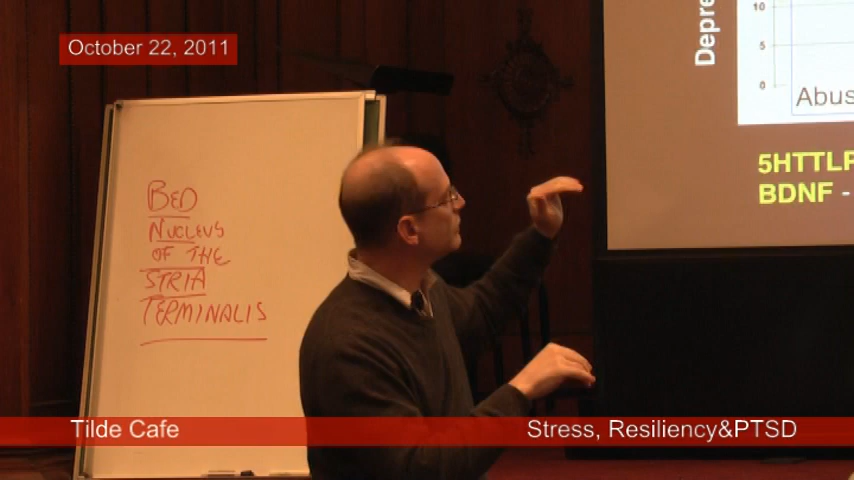 October 22, 2011
BED
NUCLEUS
OF THE
STRIA
TERMINALIS
10
5
0
Depre
Abus
5HTTLP
BDNF -
Tilde Cafe
Stress, Resiliency&PTSD